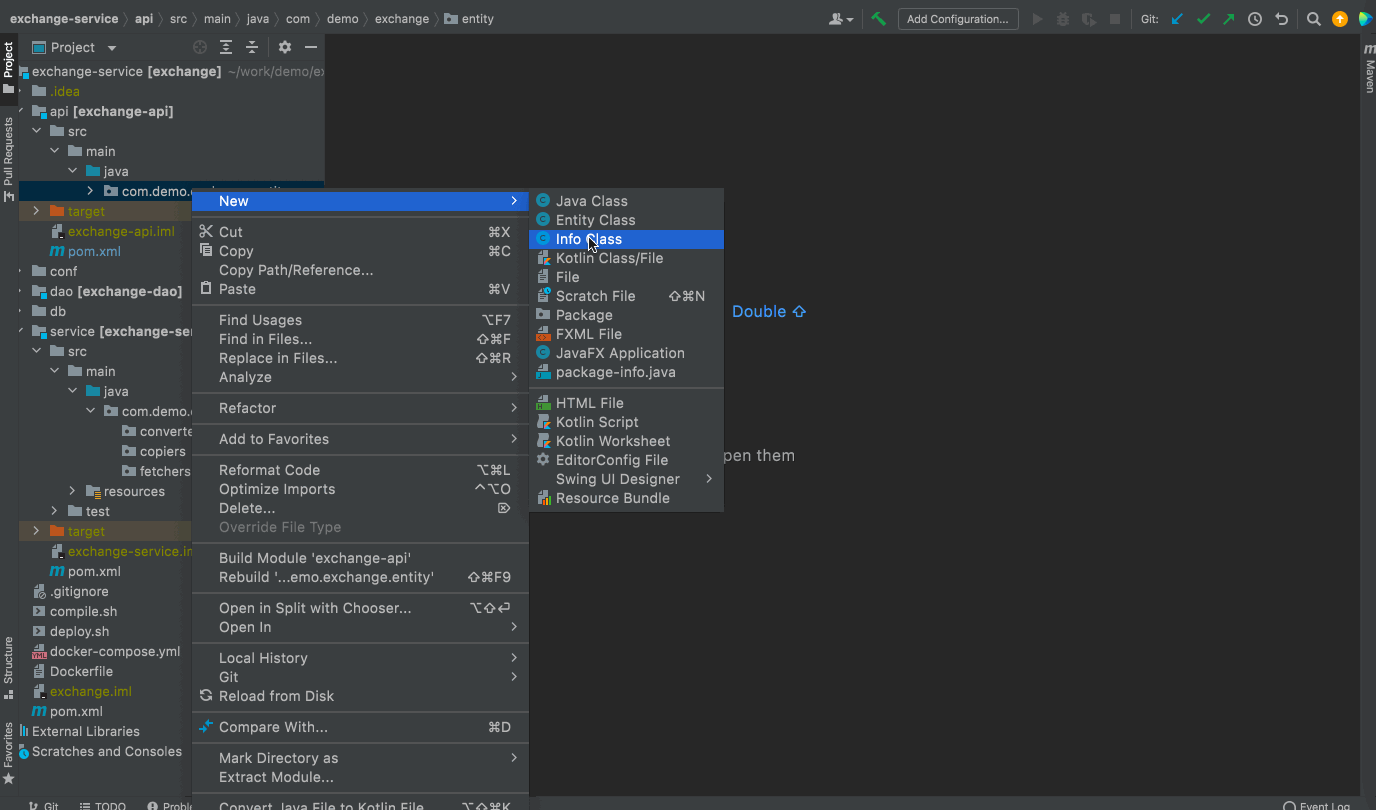 exchange-service api src main java com demo exchange entity
Add Configuration...
Git:
Project
exchange-service [exchange] ~/work/demo/ex
.idea
api [exchange-api]
src
main
java
com.demo.
target
exchange-api.iml
pom.xml
conf
dao [exchange-dao]
db
service [exchange-se
src
main
java
com.demo.
converte
copiers
fetchers
resources
test
target
exchange-service.im
pom.xml
.gitignore
compile.sh
deploy.sh
docker-compose.yml
Dockerfile
exchange.iml
pom.xml
External Libraries
Scratches and Consoles
Project
Pull Requests
Structure
Favorites
New
Cut ⌘X
Copy ⌘C
Copy Path/Reference...
Paste ⌘V
Find Usages ⌥F7
Find in Files... ⇧⌘F
Replace in Files... ⇧⌘R
Analyze
Refactor
Add to Favorites
Reformat Code ⌥⌘L
Optimize Imports ^⌥O
Delete... ⌦
Override File Type
Build Module 'exchange-api'
Rebuild '...emo.exchange.entity' ⇧⌘F9
Open in Split with Chooser... ⌥⇧⏎
Open In
Local History
Git
Reload from Disk
Compare With... ⌘D
Mark Directory as
Extract Module...
Convert Java File to Kotlin File ⌥⇧⌘K
Java Class
Entity Class
Info Class
Kotlin Class/File
File
Scratch File ⇧⌘N
Package
FXML File
JavaFX Application
package-info.java
HTML File
Kotlin Script
Kotlin Worksheet
EditorConfig File
Swing UI Designer
Resource Bundle
Double ⇧
pen them
m
Maven
Git
TODO
Proble
Event Log